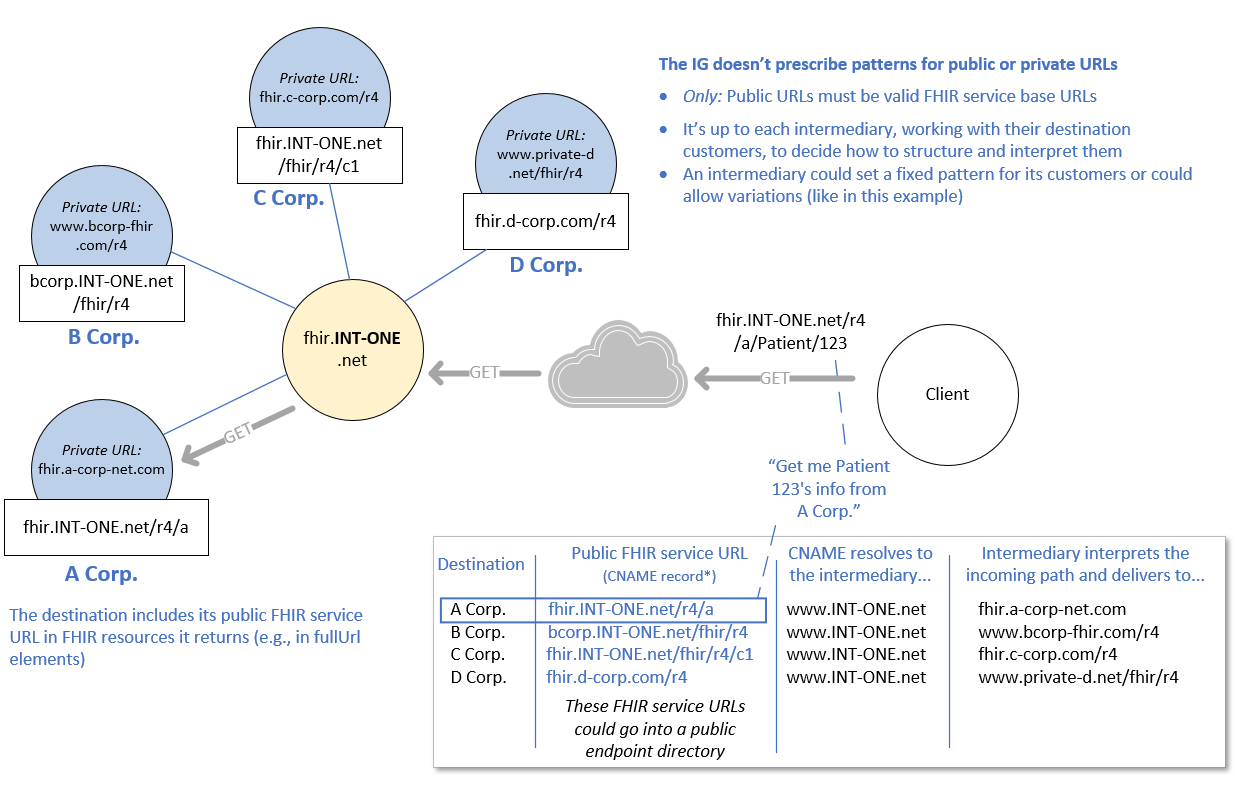 Private URL:
fhir.c-corp.com/r4
fhir.INT-ONE.net
/fhir/r4/c1
C Corp.
Private URL:
www.private-d
.net/fhir/r4
fhir.d-corp.com/r4
D Corp.
The IG doesn’t prescribe patterns for public or private URLs
• Only: Public URLs must be valid FHIR service base URLs
• It’s up to each intermediary, working with their destination
customers, to decide how to structure and interpret them
• An intermediary could set a fixed pattern for its customers or could
allow variations (like in this example)
Private URL:
www.bcorp-fhir
.com/r4
bcorp.INT-ONE.net
/fhir/r4
B Corp.
fhir.INT-ONE
.net
GET
fhir.INT-ONE.net/r4
/a/Patient/123
GET
Client
GET
Private URL:
fhir.a-corp-net.com
fhir.INT-ONE.net/r4/a
A Corp.
The destination includes its public FHIR service
URL in FHIR resources it returns (e.g., in fullUrl
elements)
“Get me Patient
123's info from
A Corp.”
Destination
Public FHIR service URL
(CNAME record*)
CNAME resolves to
the intermediary...
Intermediary interprets the
incoming path and delivers to...
A Corp. fhir.INT-ONE.net/r4/a www.INT-ONE.net fhir.a-corp-net.com
B Corp. bcorp.INT-ONE.net/fhir/r4 www.INT-ONE.net www.bcorp-fhir.com/r4
C Corp. fhir.INT-ONE.net/fhir/r4/c1 www.INT-ONE.net fhir.c-corp.com/r4
D Corp. fhir.d-corp.com/r4 www.INT-ONE.net www.private-d.net/fhir/r4
These FHIR service URLs
could go into a public
endpoint directory